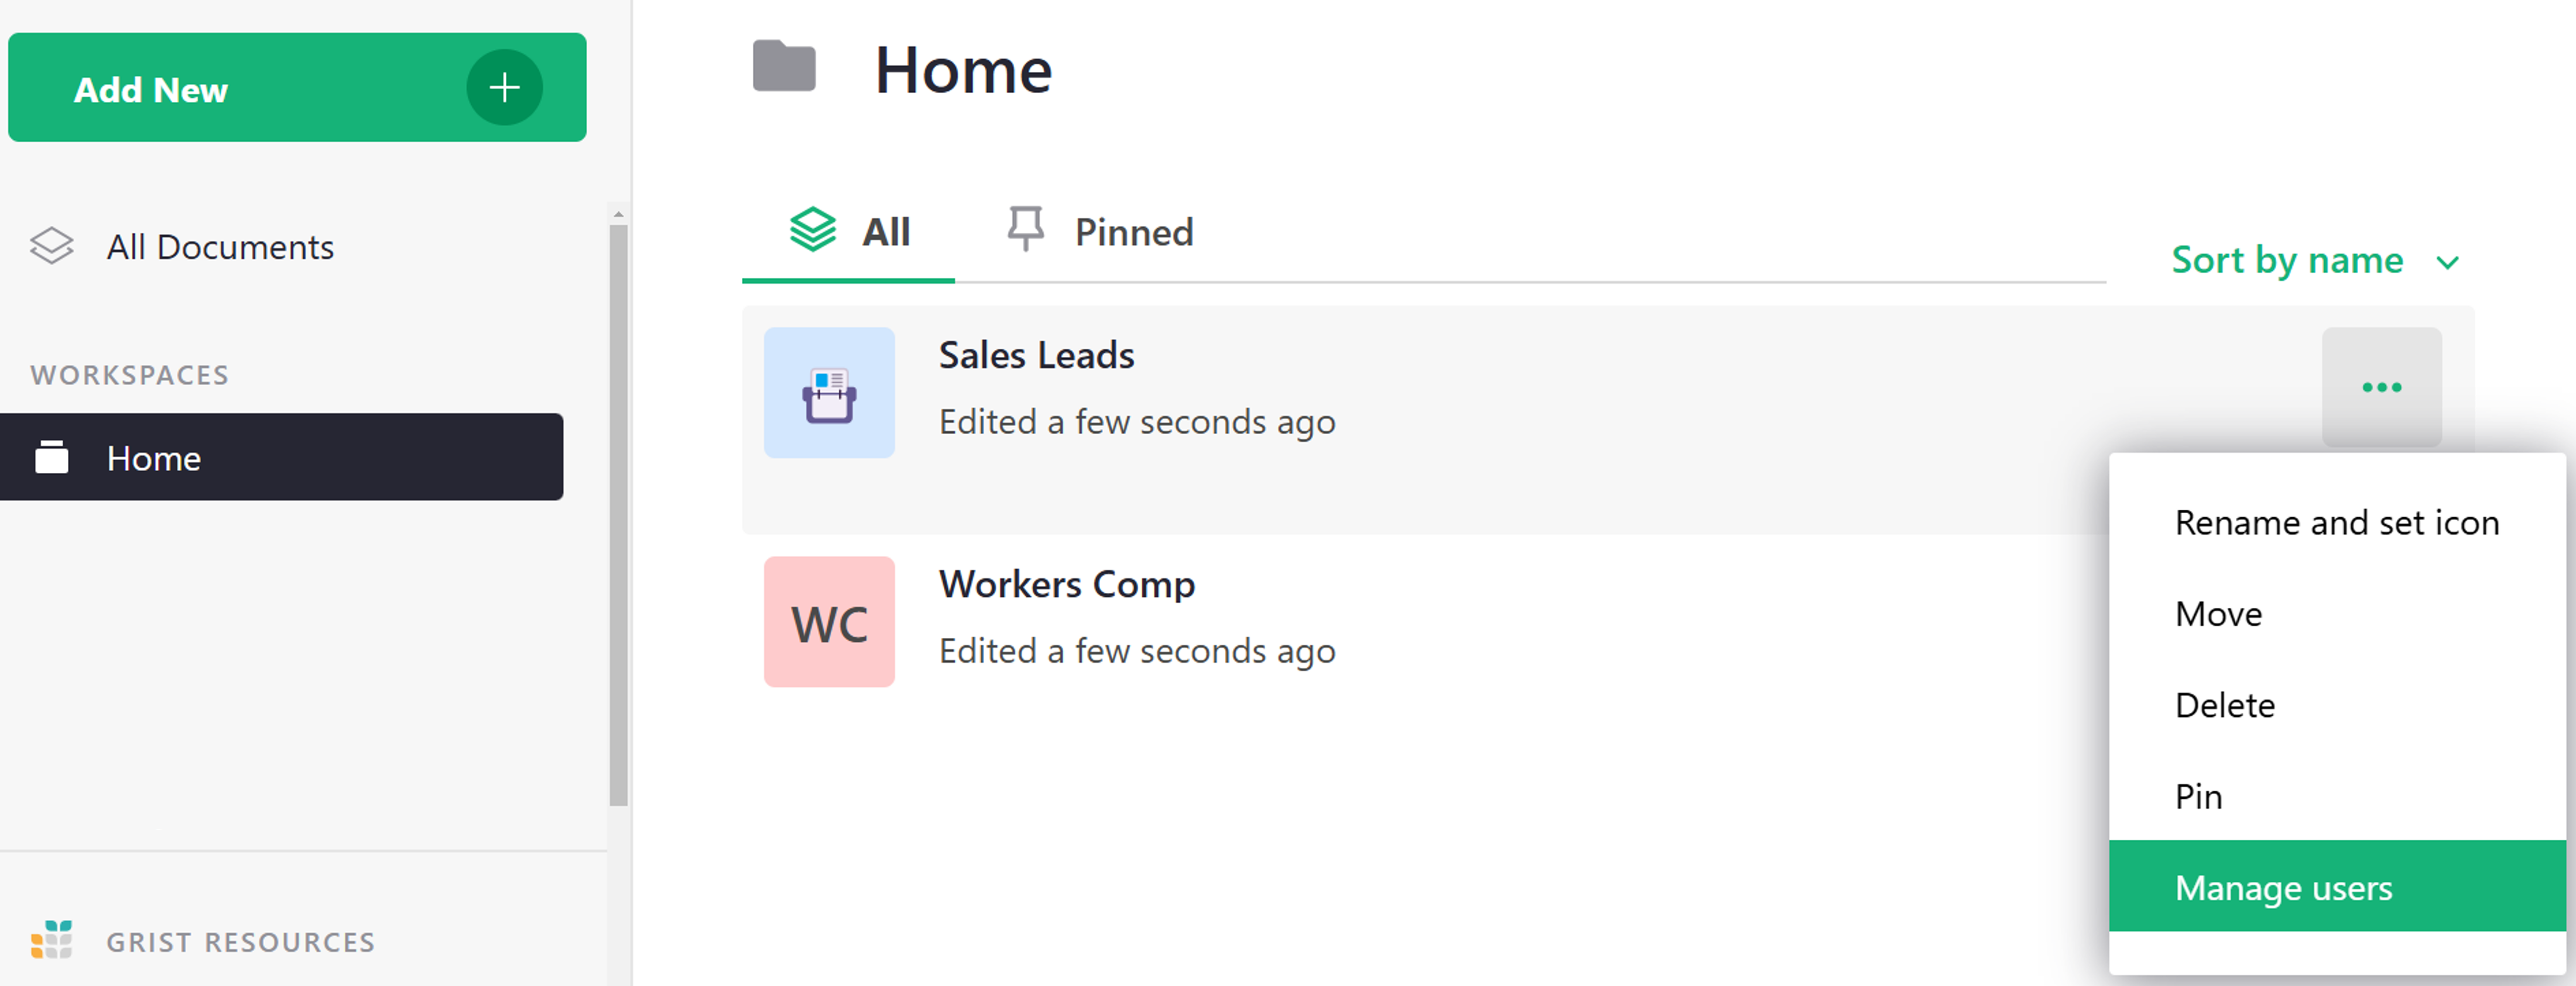 Add New
All Documents
WORKSPACES
Home
GRIST RESOURCES
Home
All
Pinned
Sort by name
Sales Leads
Edited a few seconds ago
WC
Workers Comp
Edited a few seconds ago
Rename and set icon
Move
Delete
Pin
Manage users